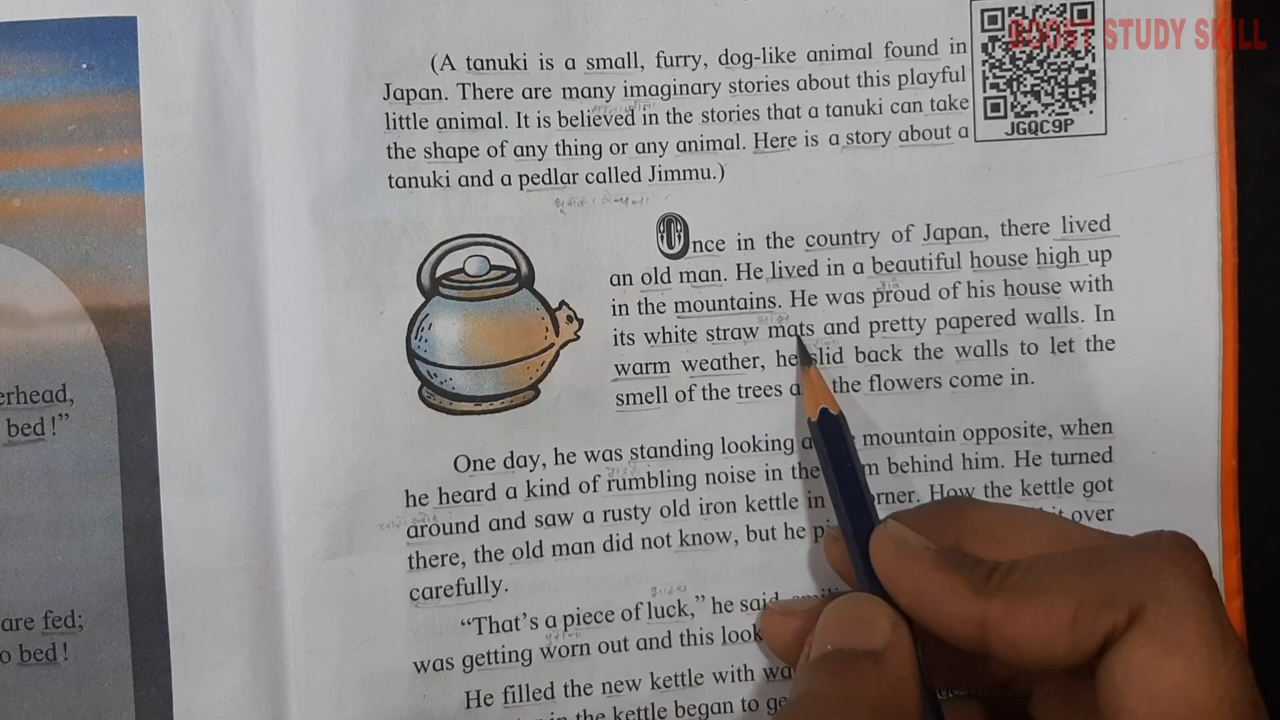 BOOST STUDY SKILL
JGQC9P
(A tanuki is a small, furry, dog-like animal found in
Japan. There are many imaginary stories about this playful
little animal. It is believed in the stories that a tanuki can take
the shape of any thing or any animal. Here is a story about a
tanuki and a pedlar called Jimmu.)
Once in the country of Japan, there lived
an old man. He lived in a beautiful house high up
in the mountains. He was proud of his house with
its white straw mats and pretty papered walls. In
warm weather, he slid back the walls to let the
smell of the trees the flowers come in.
One day, he was standing looking mountain opposite, when
he heard a kind of rumbling noise in the behind him. He turned
around and saw a rusty old iron kettle in How the kettle got
there, the old man did not know, but he over
carefully.
"That's a piece of luck," he said
was getting worn out and this
He filled the new kettle with
in the kettle began to
erhead,
bed!"
are fed;
o bed!